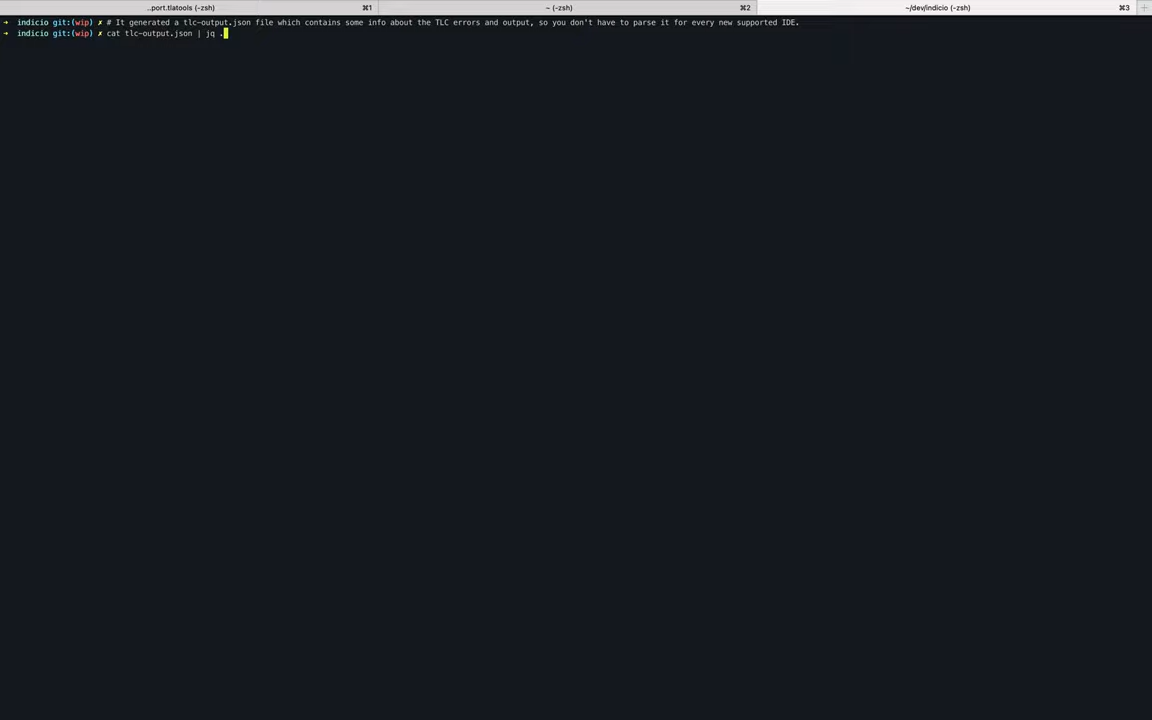 ..port.tlatools (-zsh) ⌘1 ~ (-zsh) ⌘2 ~/dev/indicio (-zsh) ⌘3 +
➜ indicio git:(wip) ✗ # It generated a tlc-output.json file which contains some info about the TLC errors and output, so you don't have to parse it for every new supported IDE.
➜ indicio git:(wip) ✗ cat tlc-output.json | jq .